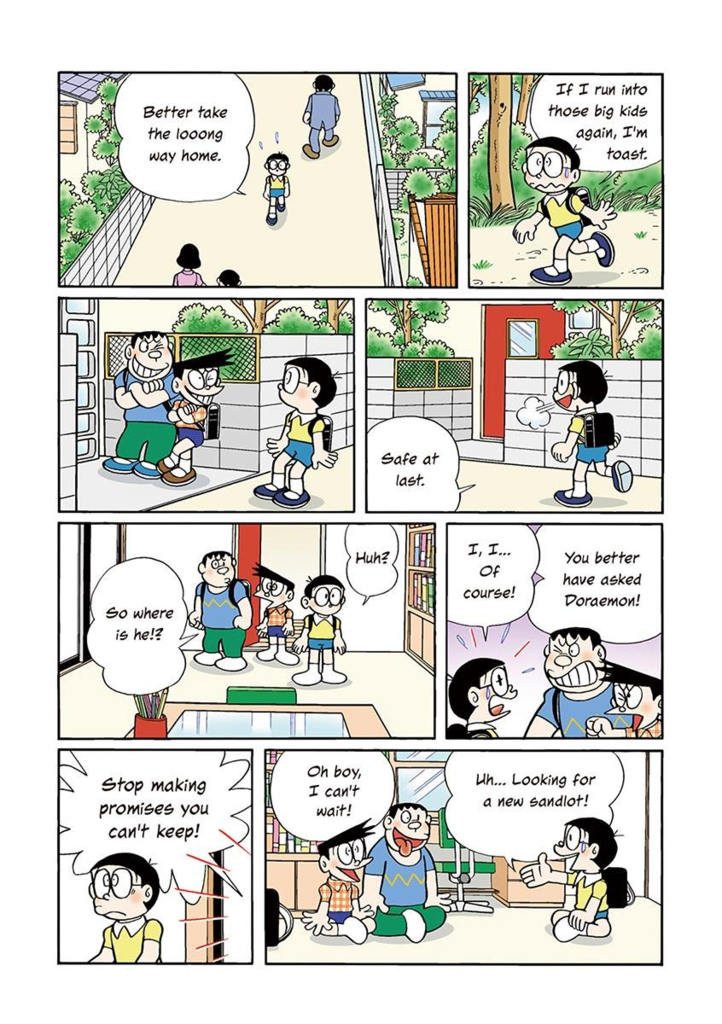 If I run into
those big kids
again, I'm
toast.
Better take
the looong
way home.
Safe at
last.
You better
have asked
Doraemon!
I, I...
Of
course!
Huh?
So where
is he!?
Uh... Looking for
a new sandlot!
Oh boy,
I can't
wait!
Stop making
promises you
can't keep!